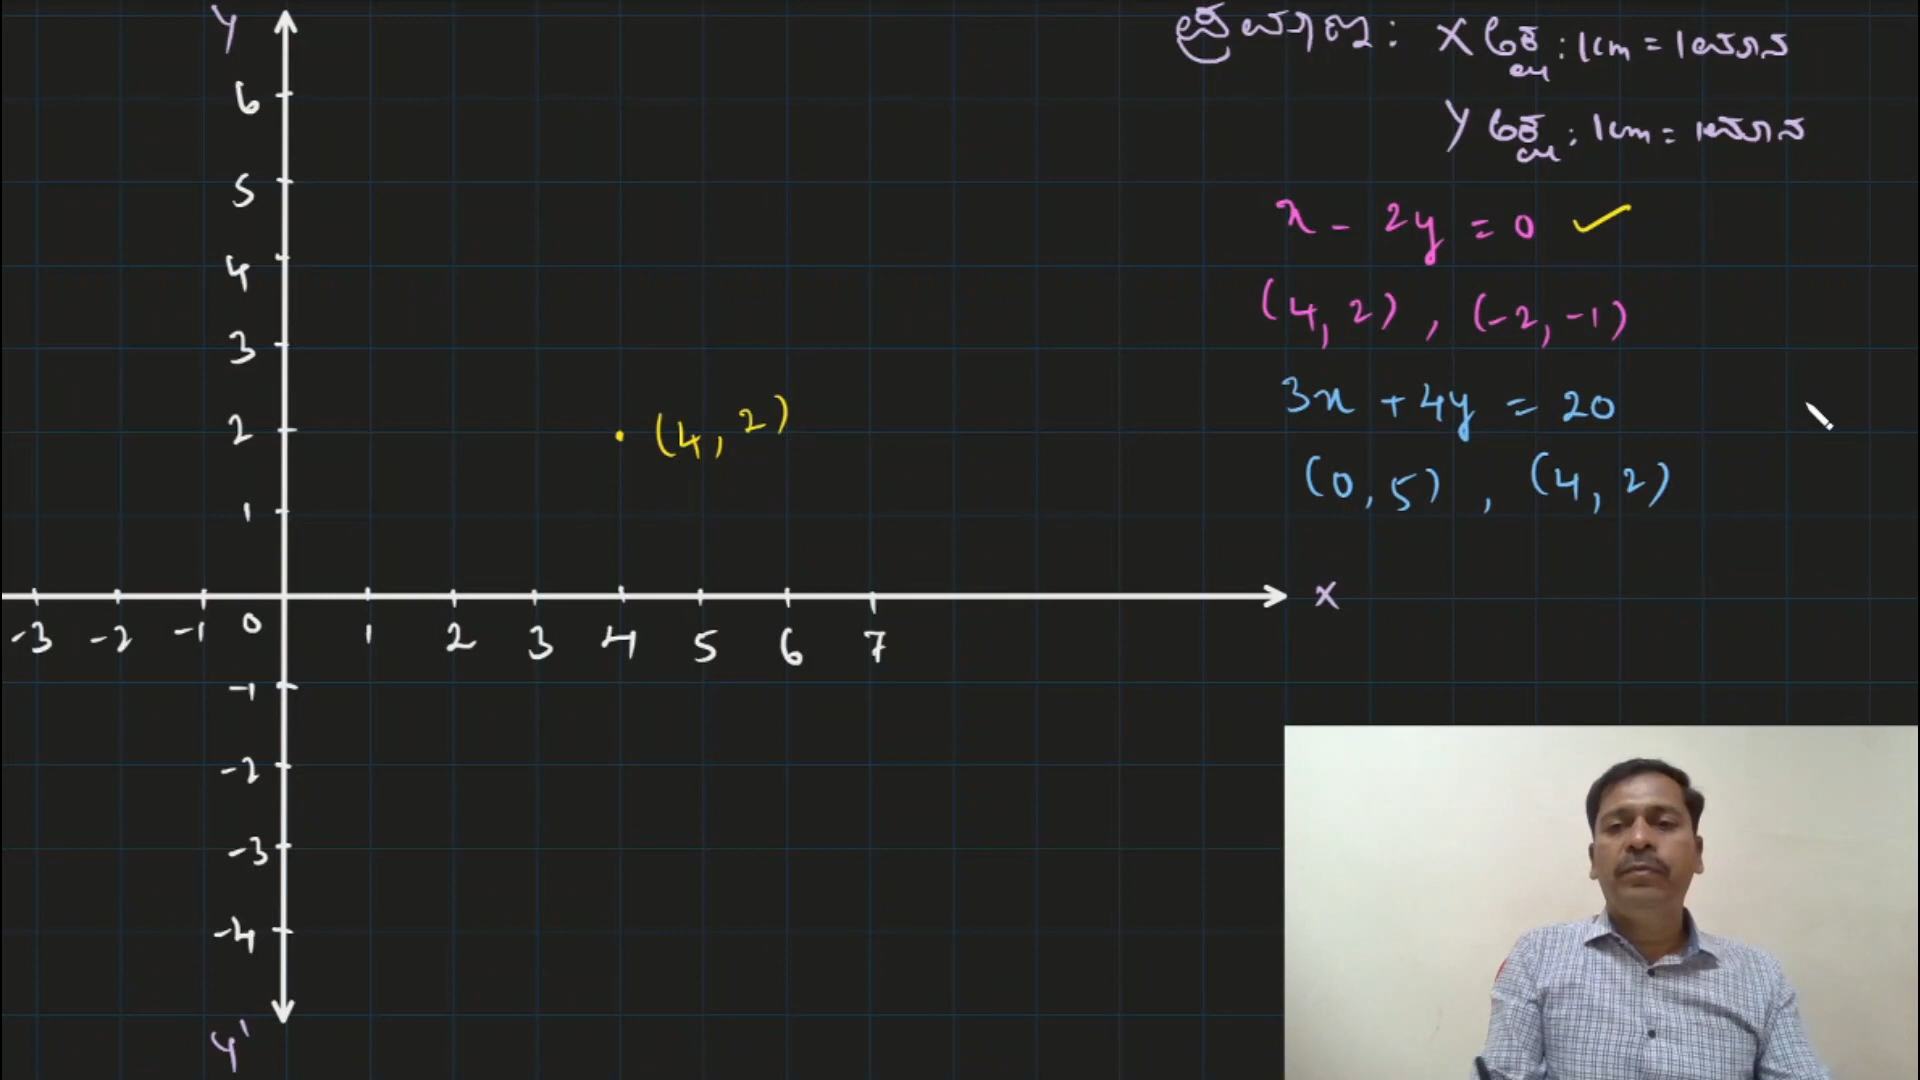 ಪ್ರಮಾಣ: X ಅಕ್ಷ : 1cm = 1ಮಾನ
Y ಅಕ್ಷ : 1cm = 1ಮಾನ
x - 2y = 0 ✓
(4, 2) , (-2, -1)
3x + 4y = 20
(0, 5) , (4, 2)
Y
6
5
4
3
2
1
(4, 2)
-3 -2 -1 0 1 2 3 4 5 6 7
X
-1
-2
-3
-4
Y'